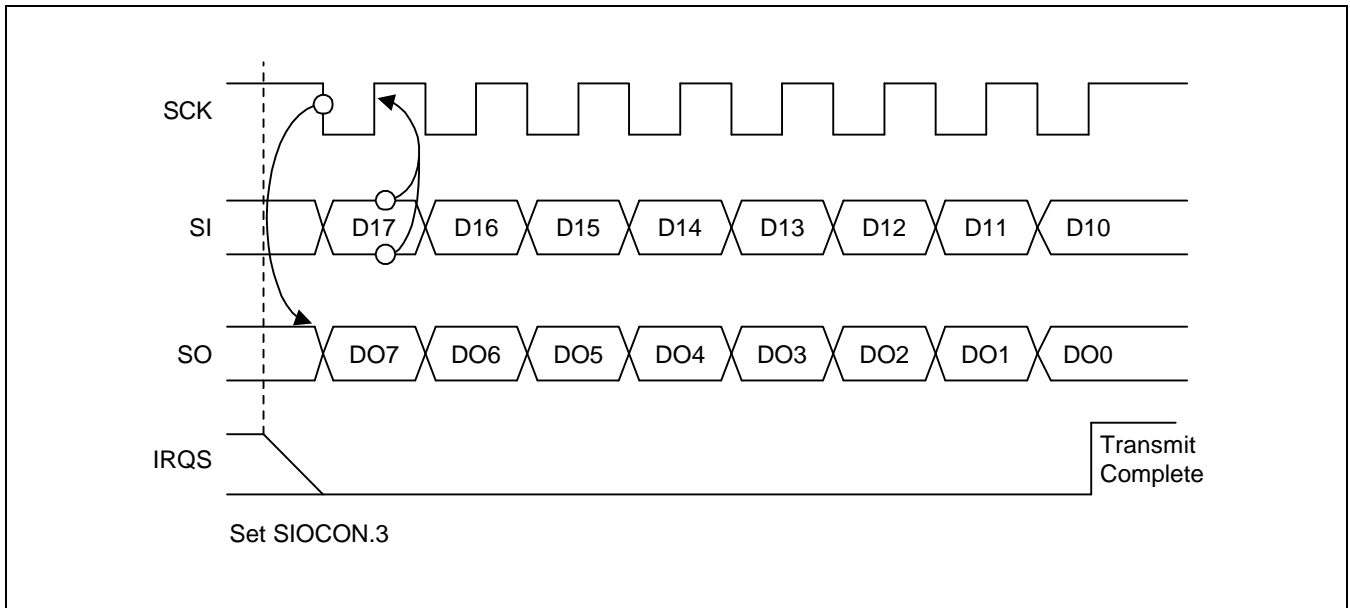 SCK
SI D17 D16 D15 D14 D13 D12 D11 D10
SO DO7 DO6 DO5 DO4 DO3 DO2 DO1 DO0
IRQS
Transmit
Complete
Set SIOCON.3